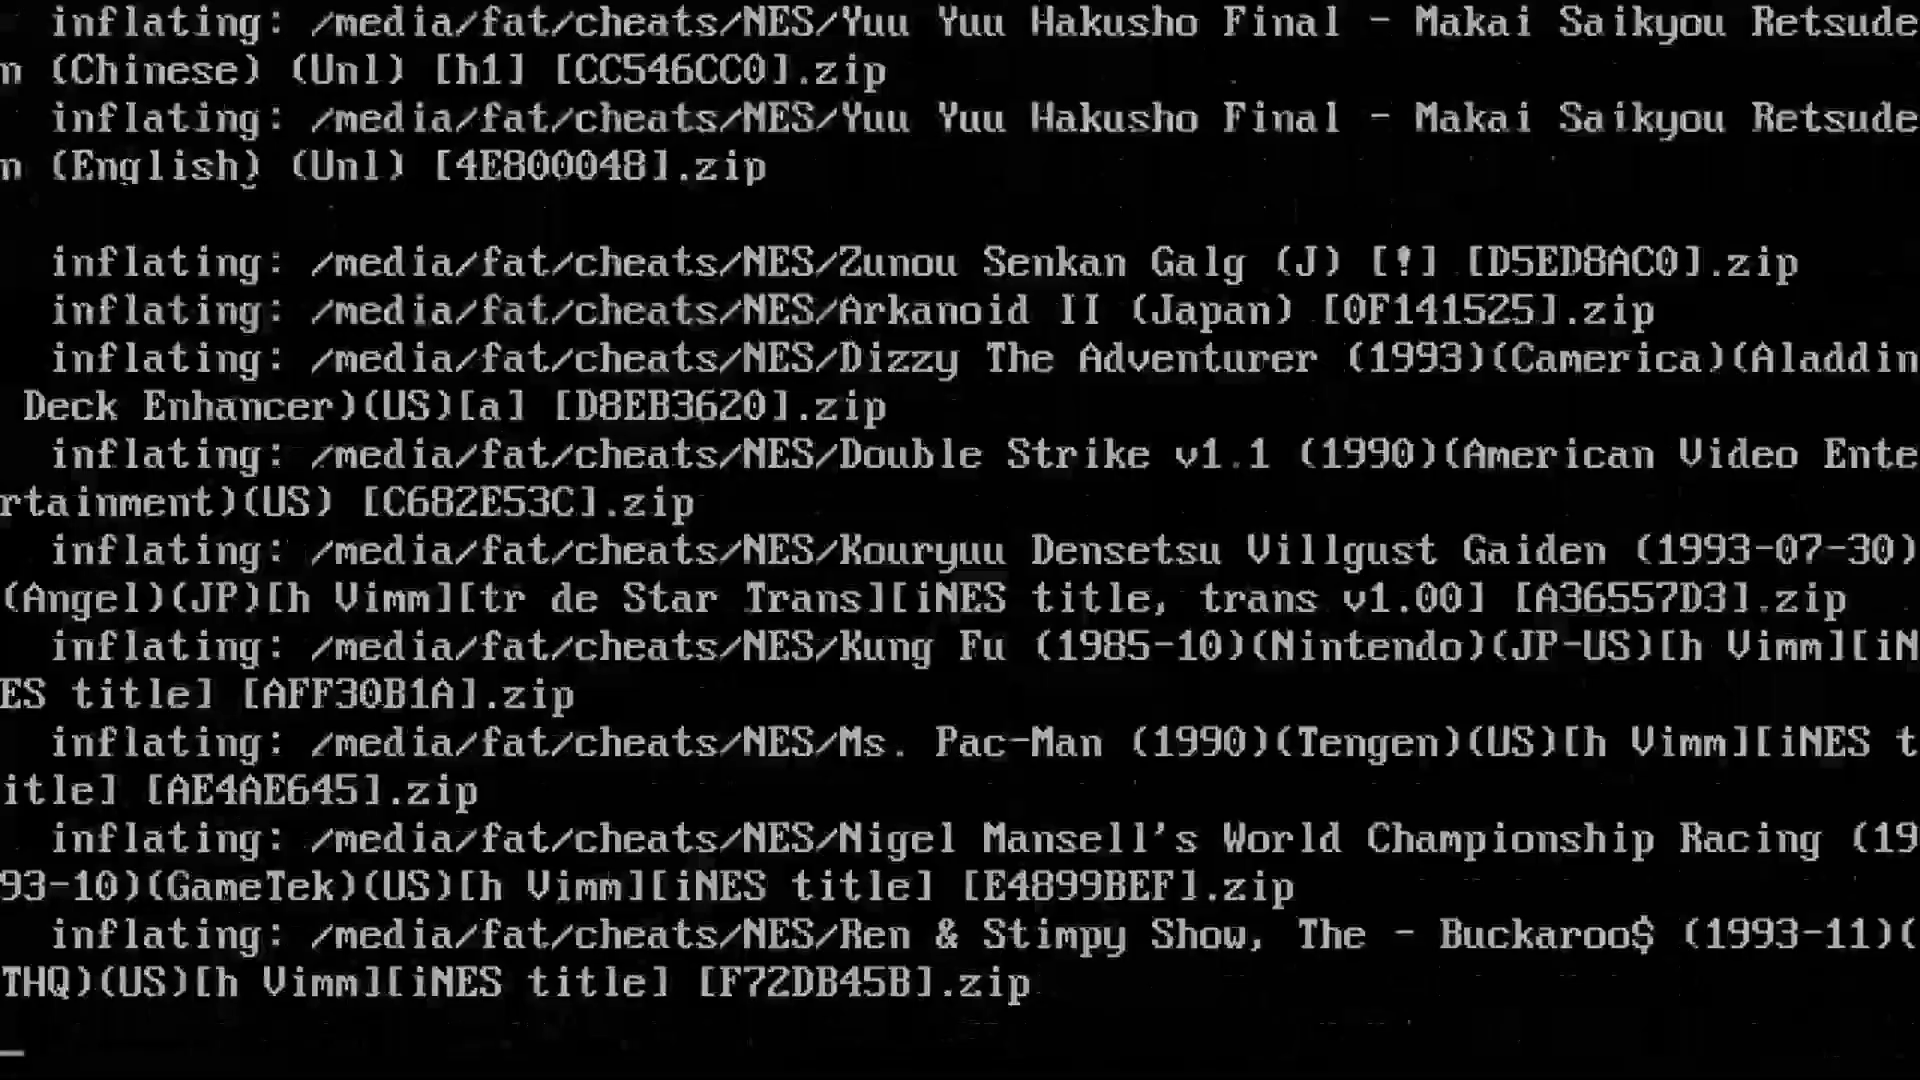 inflating: /media/fat/cheats/NES/Yuu Yuu Hakusho Final - Makai Saikyou Retsude
n (Chinese) (Unl) [h1] [CC546CC0].zip
inflating: /media/fat/cheats/NES/Yuu Yuu Hakusho Final - Makai Saikyou Retsude
n (English) (Unl) [4E800048].zip
inflating: /media/fat/cheats/NES/Zunou Senkan Galg (J) [!] [D5ED8AC0].zip
inflating: /media/fat/cheats/NES/Arkanoid II (Japan) [0F141525].zip
inflating: /media/fat/cheats/NES/Dizzy The Adventurer (1993)(Camerica)(Aladdin
Deck Enhancer)(US)[a] [D8EB3620].zip
inflating: /media/fat/cheats/NES/Double Strike v1.1 (1990)(American Video Ente
rtainment)(US) [C682E53C].zip
inflating: /media/fat/cheats/NES/Kouryuu Densetsu Villgust Gaiden (1993-07-30)
(Angel)(JP)[h Vimm][tr de Star Trans][iNES title, trans v1.00] [A36557D3].zip
inflating: /media/fat/cheats/NES/Kung Fu (1985-10)(Nintendo)(JP-US)[h Vimm][iN
ES title] [AFF30B1A].zip
inflating: /media/fat/cheats/NES/Ms. Pac-Man (1990)(Tengen)(US)[h Vimm][iNES t
itle] [AE4AE645].zip
inflating: /media/fat/cheats/NES/Nigel Mansell's World Championship Racing (19
93-10)(GameTek)(US)[h Vimm][iNES title] [E4899BEF].zip
inflating: /media/fat/cheats/NES/Ren & Stimpy Show, The - Buckaroo$ (1993-11)(
THQ)(US)[h Vimm][iNES title] [F72DB45B].zip